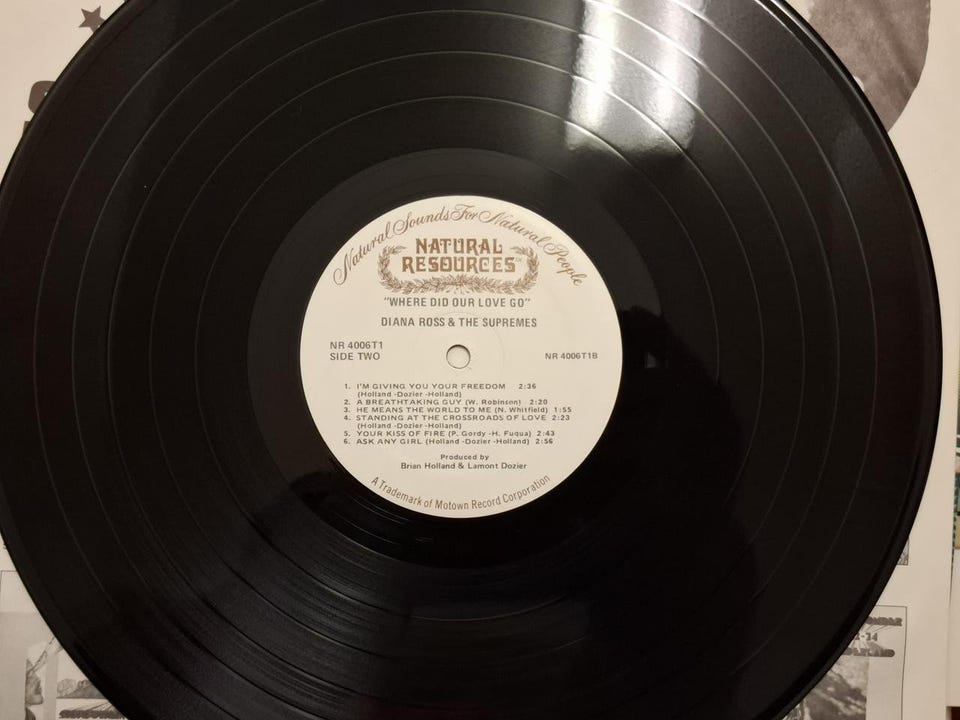 Natural Sounds For Natural People
NATURAL
RESOURCES
"WHERE DID OUR LOVE GO"
DIANA ROSS & THE SUPREMES
NR 4006T1
SIDE TWO
NR 4006T1B
1. I'M GIVING YOU YOUR FREEDOM 2:36
(Holland -Dozier -Holland)
2. A BREATHTAKING GUY (W. Robinson) 2:20
3. HE MEANS THE WORLD TO ME (N. Whitfield) 1:55
4. STANDING AT THE CROSSROADS OF LOVE 2:23
(Holland -Dozier -Holland)
5. YOUR KISS OF FIRE (P. Gordy -H. Fuqua) 2:43
6. ASK ANY GIRL (Holland -Dozier -Holland) 2:56
Produced by
Brian Holland & Lamont Dozier
A Trademark of Motown Record Corporation